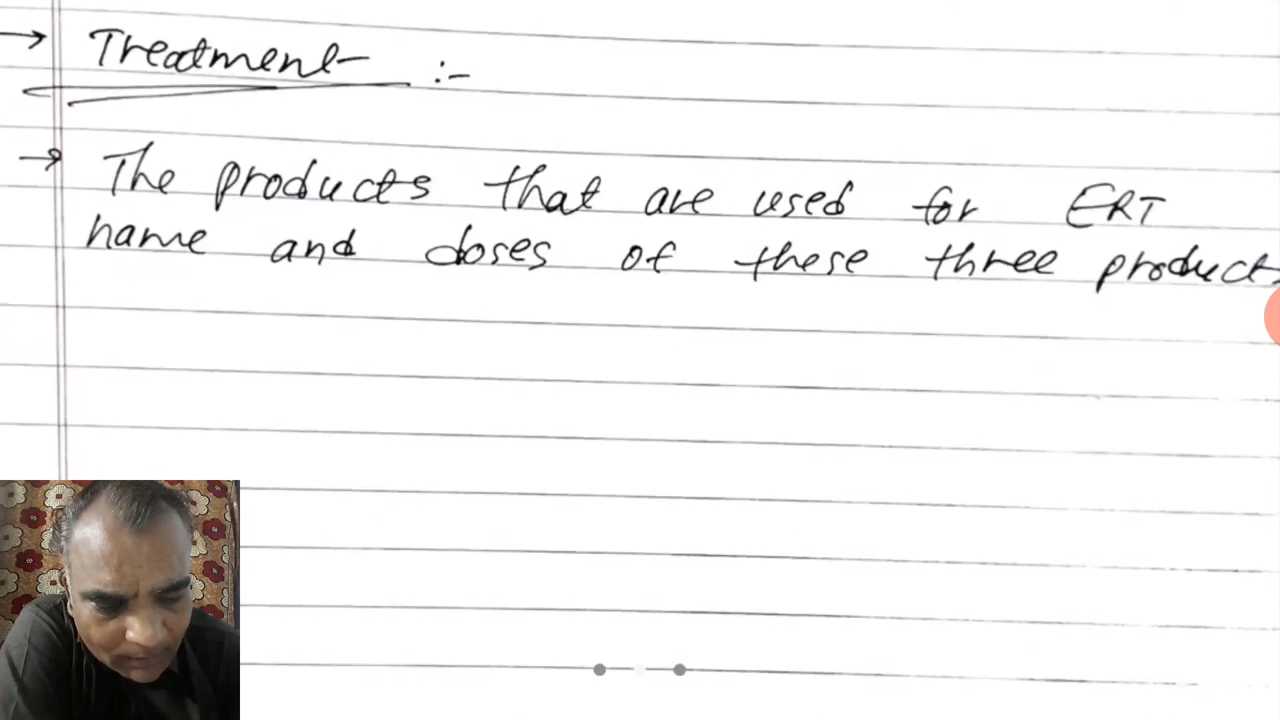 → Treatment :-
→ The products that are used for ERT
name and doses of these three products